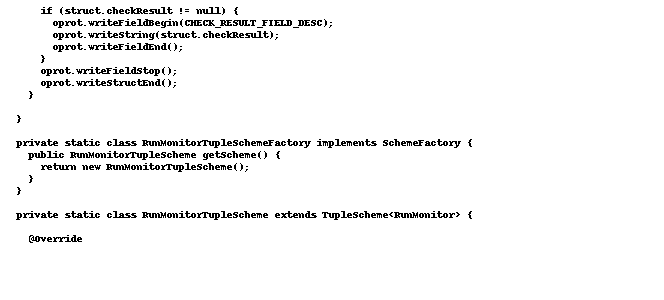 if (struct.checkResult != null) {
oprot.writeFieldBegin(CHECK_RESULT_FIELD_DESC);
oprot.writeString(struct.checkResult);
oprot.writeFieldEnd();
}
oprot.writeFieldStop();
oprot.writeStructEnd();
}
}
private static class RunMonitorTupleSchemeFactory implements SchemeFactory {
public RunMonitorTupleScheme getScheme() {
return new RunMonitorTupleScheme();
}
}
private static class RunMonitorTupleScheme extends TupleScheme<RunMonitor> {
@Override